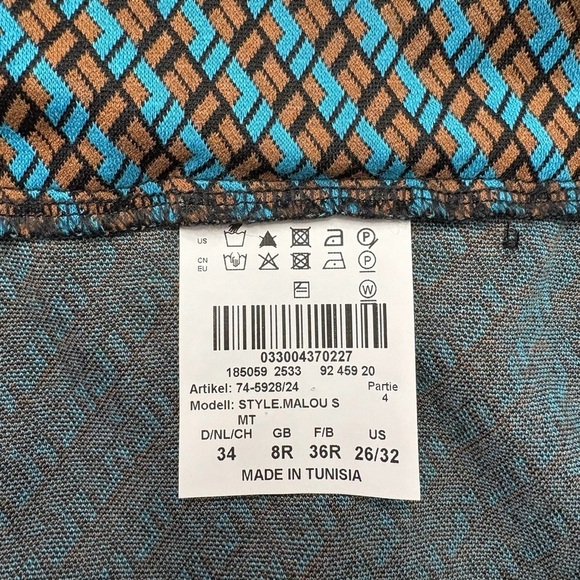 US
P
CN
EU
P
W
033004370227
185059 2533 92 459 20
Artikel: 74-5928/24 Partie
Modell: STYLE.MALOU S 4
MT
D/NL/CH GB F/B US
34 8R 36R 26/32
MADE IN TUNISIA